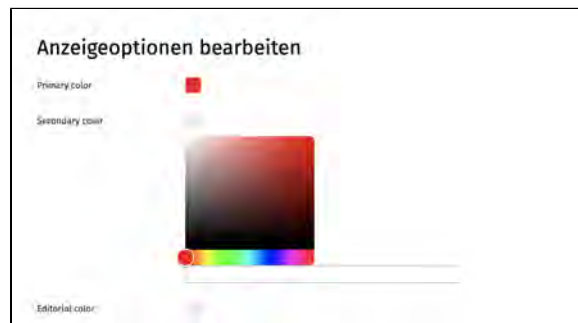 Anzeigeoptionen bearbeiten
Primary color
Secondary color
Editorial color